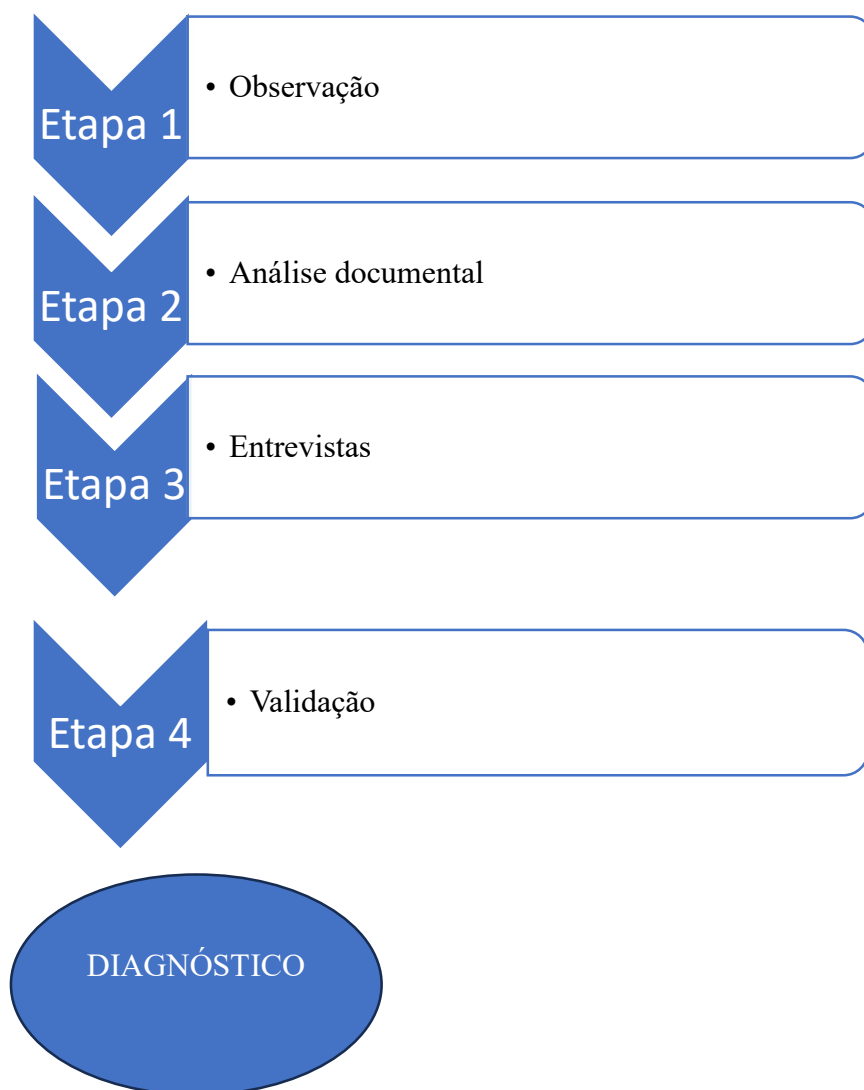 Etapa 1
• Observação
Etapa 2
• Análise documental
Etapa 3
• Entrevistas
Etapa 4
• Validação
DIAGNÓSTICO